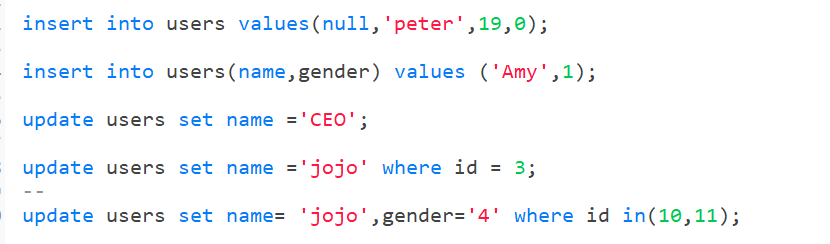 insert into users values(null,'peter',19,0);
insert into users(name,gender) values ('Amy',1);
update users set name ='CEO';
update users set name ='jojo' where id = 3;
--
update users set name= 'jojo',gender='4' where id in(10,11);